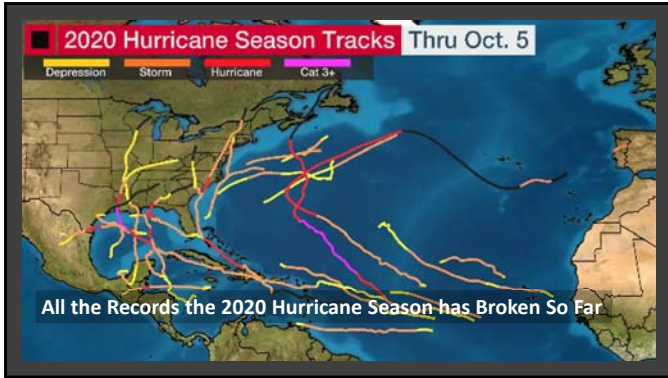 2020 Hurricane Season Tracks Thru Oct. 5
Depression Storm Hurricane Cat 3+
All the Records the 2020 Hurricane Season has Broken So Far